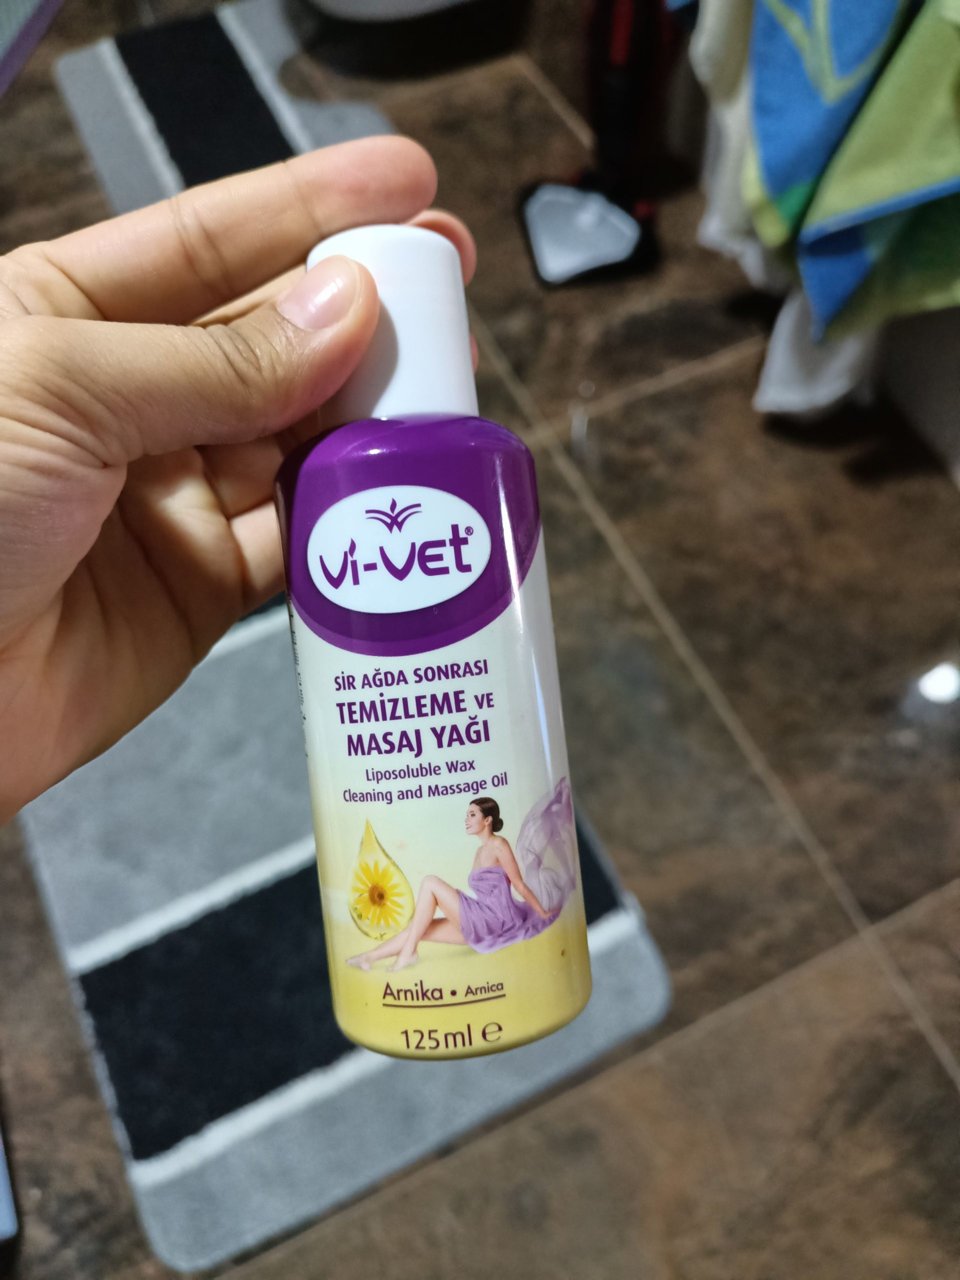 Vi-VET®
SİR AĞDA SONRASI
TEMİZLEME VE
MASAJ YAĞI
Liposoluble Wax
Cleaning and Massage Oil
Arnika • Arnica
125ml ℮